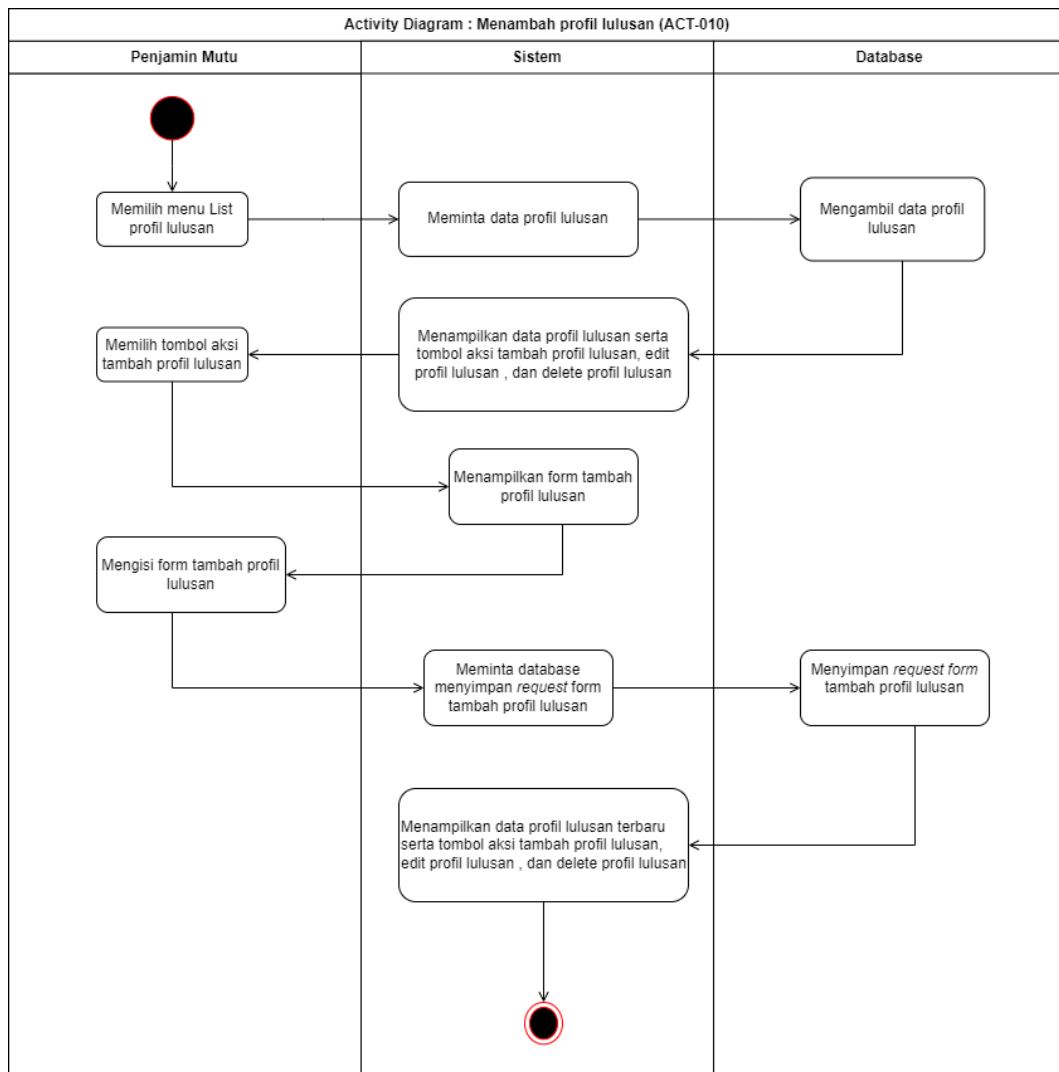 Activity Diagram : Menambah profil lulusan (ACT-010)
Penjamin Mutu
Sistem
Database
Memilih menu List
profil lulusan
Meminta data profil lulusan
Mengambil data profil
lulusan
Menampilkan data profil lulusan serta
tombol aksi tambah profil lulusan, edit
profil lulusan , dan delete profil lulusan
Memilih tombol aksi
tambah profil lulusan
Menampilkan form tambah
profil lulusan
Mengisi form tambah profil
lulusan
Meminta database
menyimpan request form
tambah profil lulusan
Menyimpan request form
tambah profil lulusan
Menampilkan data profil lulusan terbaru
serta tombol aksi tambah profil lulusan,
edit profil lulusan , dan delete profil lulusan